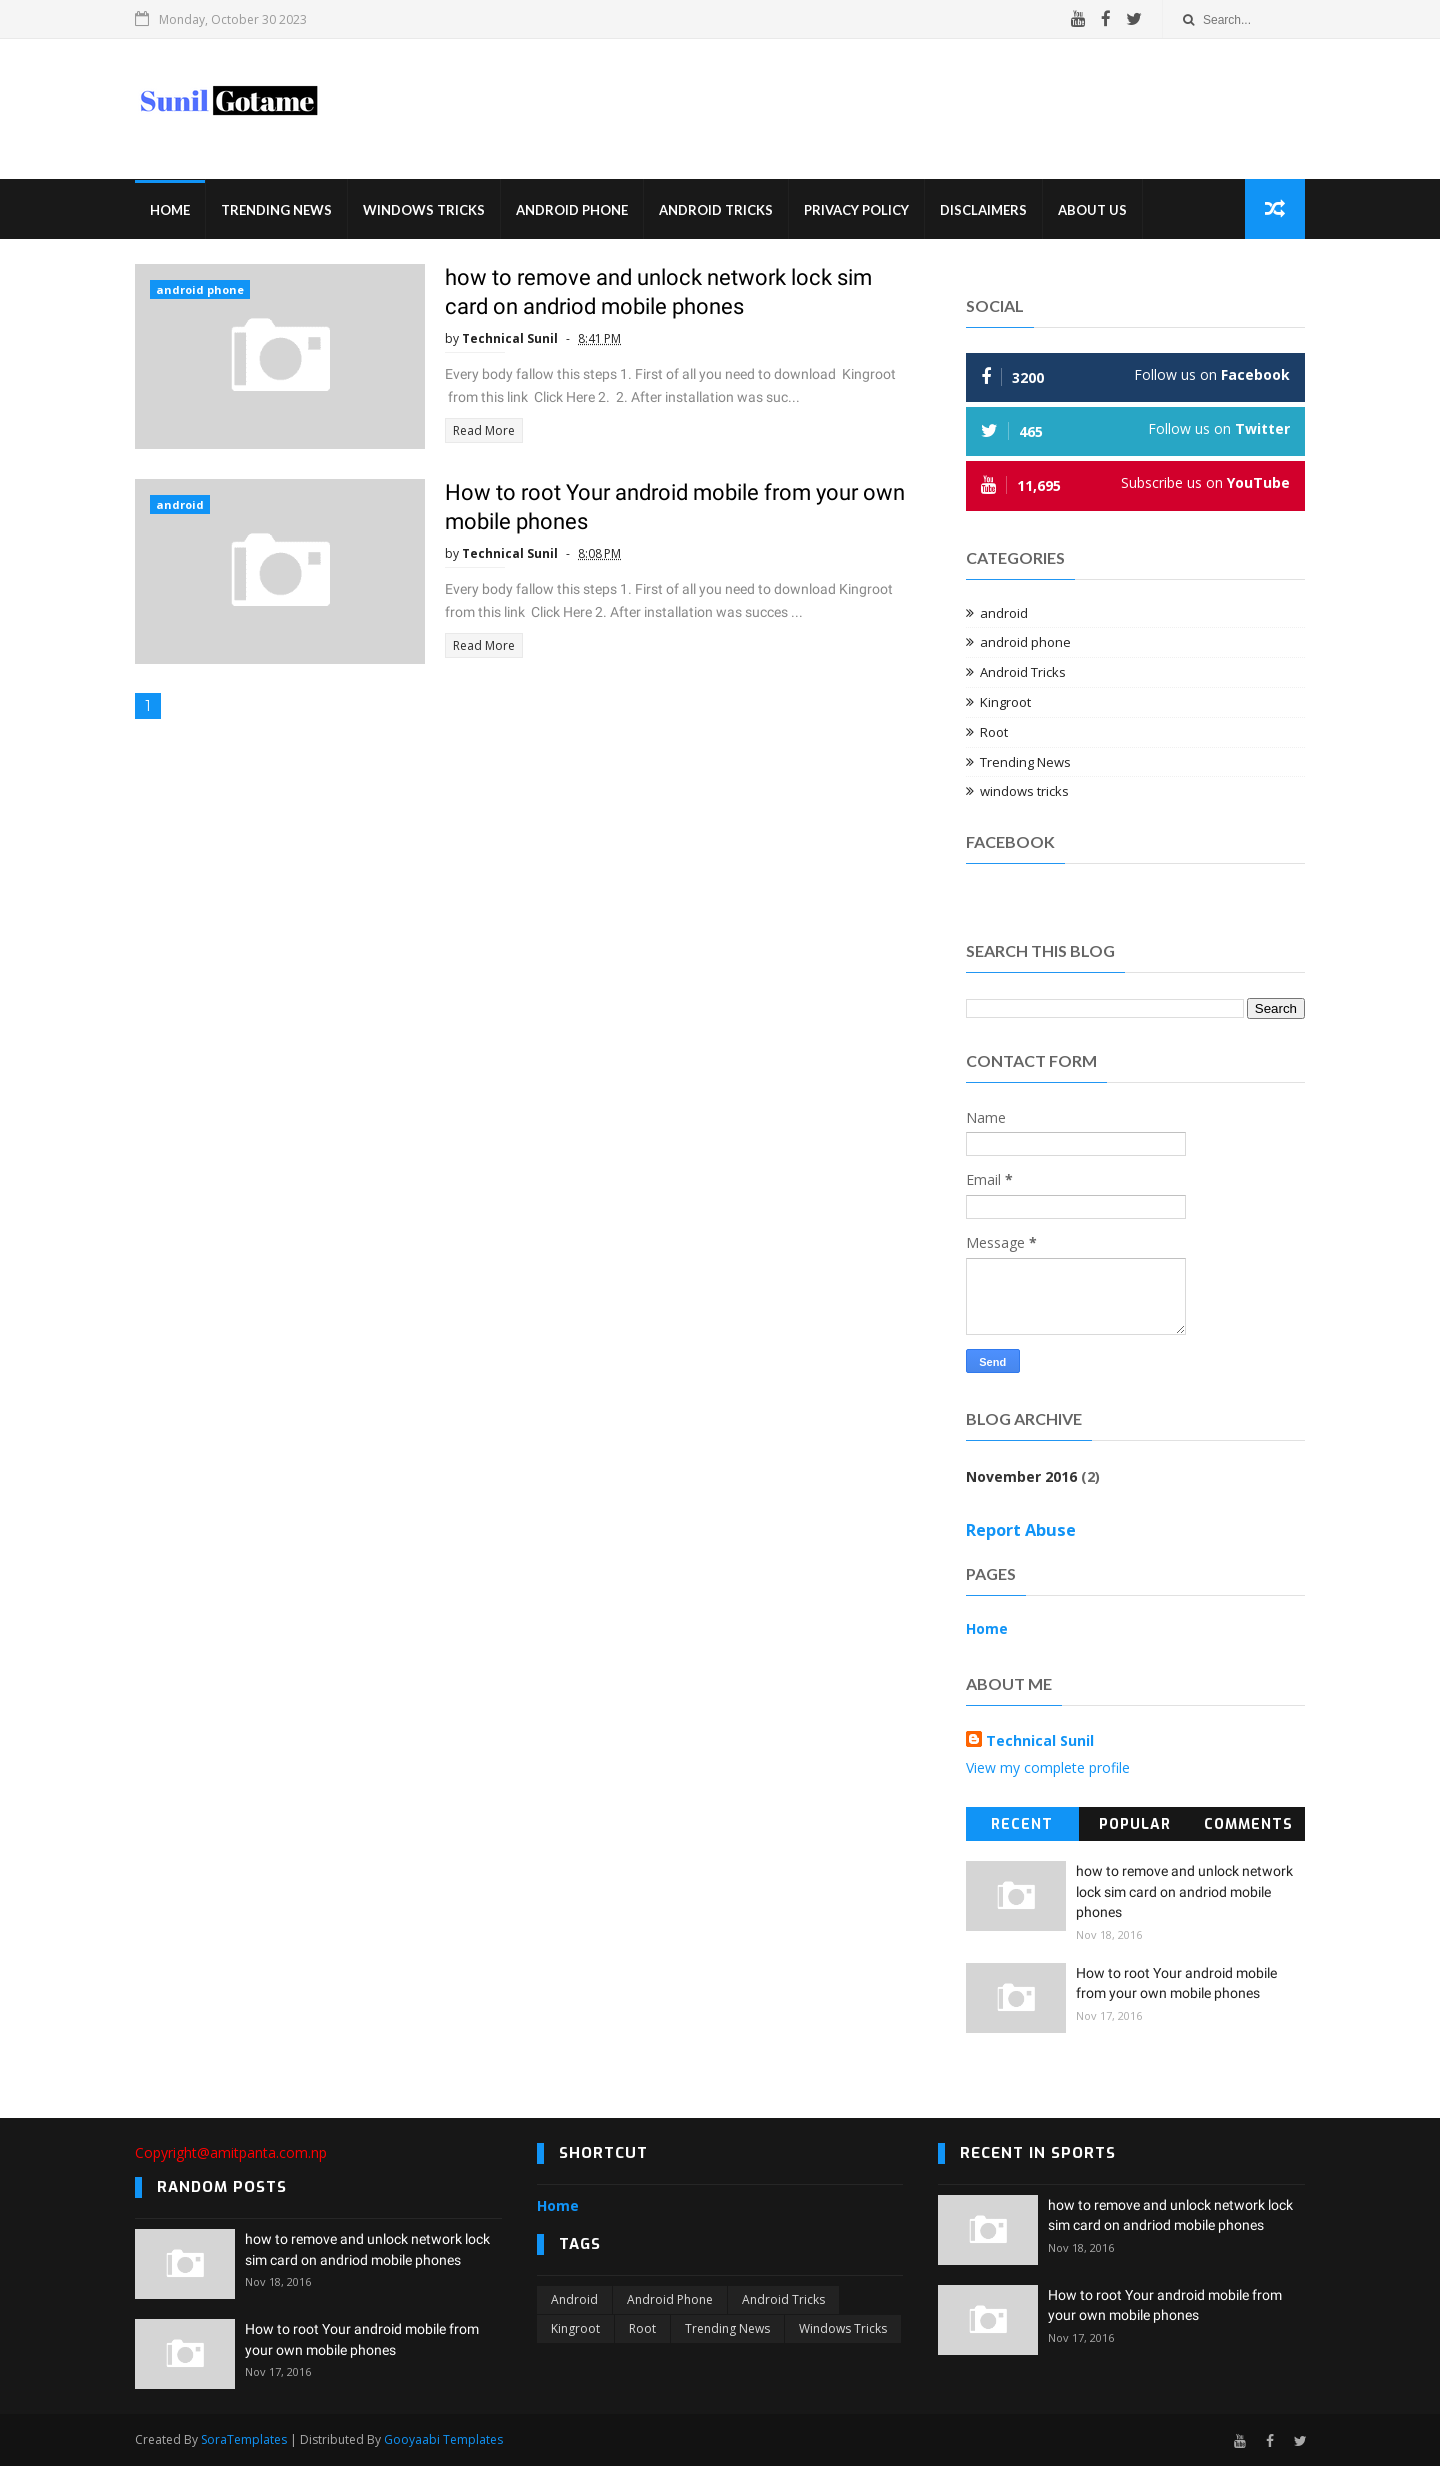 Monday, October 30 2023
Search...
Sunil Gotame
HOME TRENDING NEWS WINDOWS TRICKS ANDROID PHONE ANDROID TRICKS PRIVACY POLICY DISCLAIMERS ABOUT US
android phone
how to remove and unlock network lock sim
card on andriod mobile phones
by Technical Sunil - 8:41 PM
Every body fallow this steps 1. First of all you need to download  Kingroot
from this link  Click Here 2.  2. After installation was suc...
Read More
android
How to root Your android mobile from your own
mobile phones
by Technical Sunil - 8:08 PM
Every body fallow this steps 1. First of all you need to download Kingroot
from this link  Click Here 2. After installation was succes ...
Read More
1
SOCIAL
3200 Follow us on Facebook
465 Follow us on Twitter
11,695 Subscribe us on YouTube
CATEGORIES
android
android phone
Android Tricks
Kingroot
Root
Trending News
windows tricks
FACEBOOK
SEARCH THIS BLOG
Search
CONTACT FORM
Name
Email *
Message *
Send
BLOG ARCHIVE
November 2016 (2)
Report Abuse
PAGES
Home
ABOUT ME
Technical Sunil
View my complete profile
RECENT POPULAR COMMENTS
how to remove and unlock network
lock sim card on andriod mobile
phones
Nov 18, 2016
How to root Your android mobile
from your own mobile phones
Nov 17, 2016
Copyright@amitpanta.com.np
RANDOM POSTS
how to remove and unlock network lock
sim card on andriod mobile phones
Nov 18, 2016
How to root Your android mobile from
your own mobile phones
Nov 17, 2016
SHORTCUT
Home
TAGS
Android Android Phone Android Tricks
Kingroot Root Trending News Windows Tricks
RECENT IN SPORTS
how to remove and unlock network lock
sim card on andriod mobile phones
Nov 18, 2016
How to root Your android mobile from
your own mobile phones
Nov 17, 2016
Created By SoraTemplates | Distributed By Gooyaabi Templates